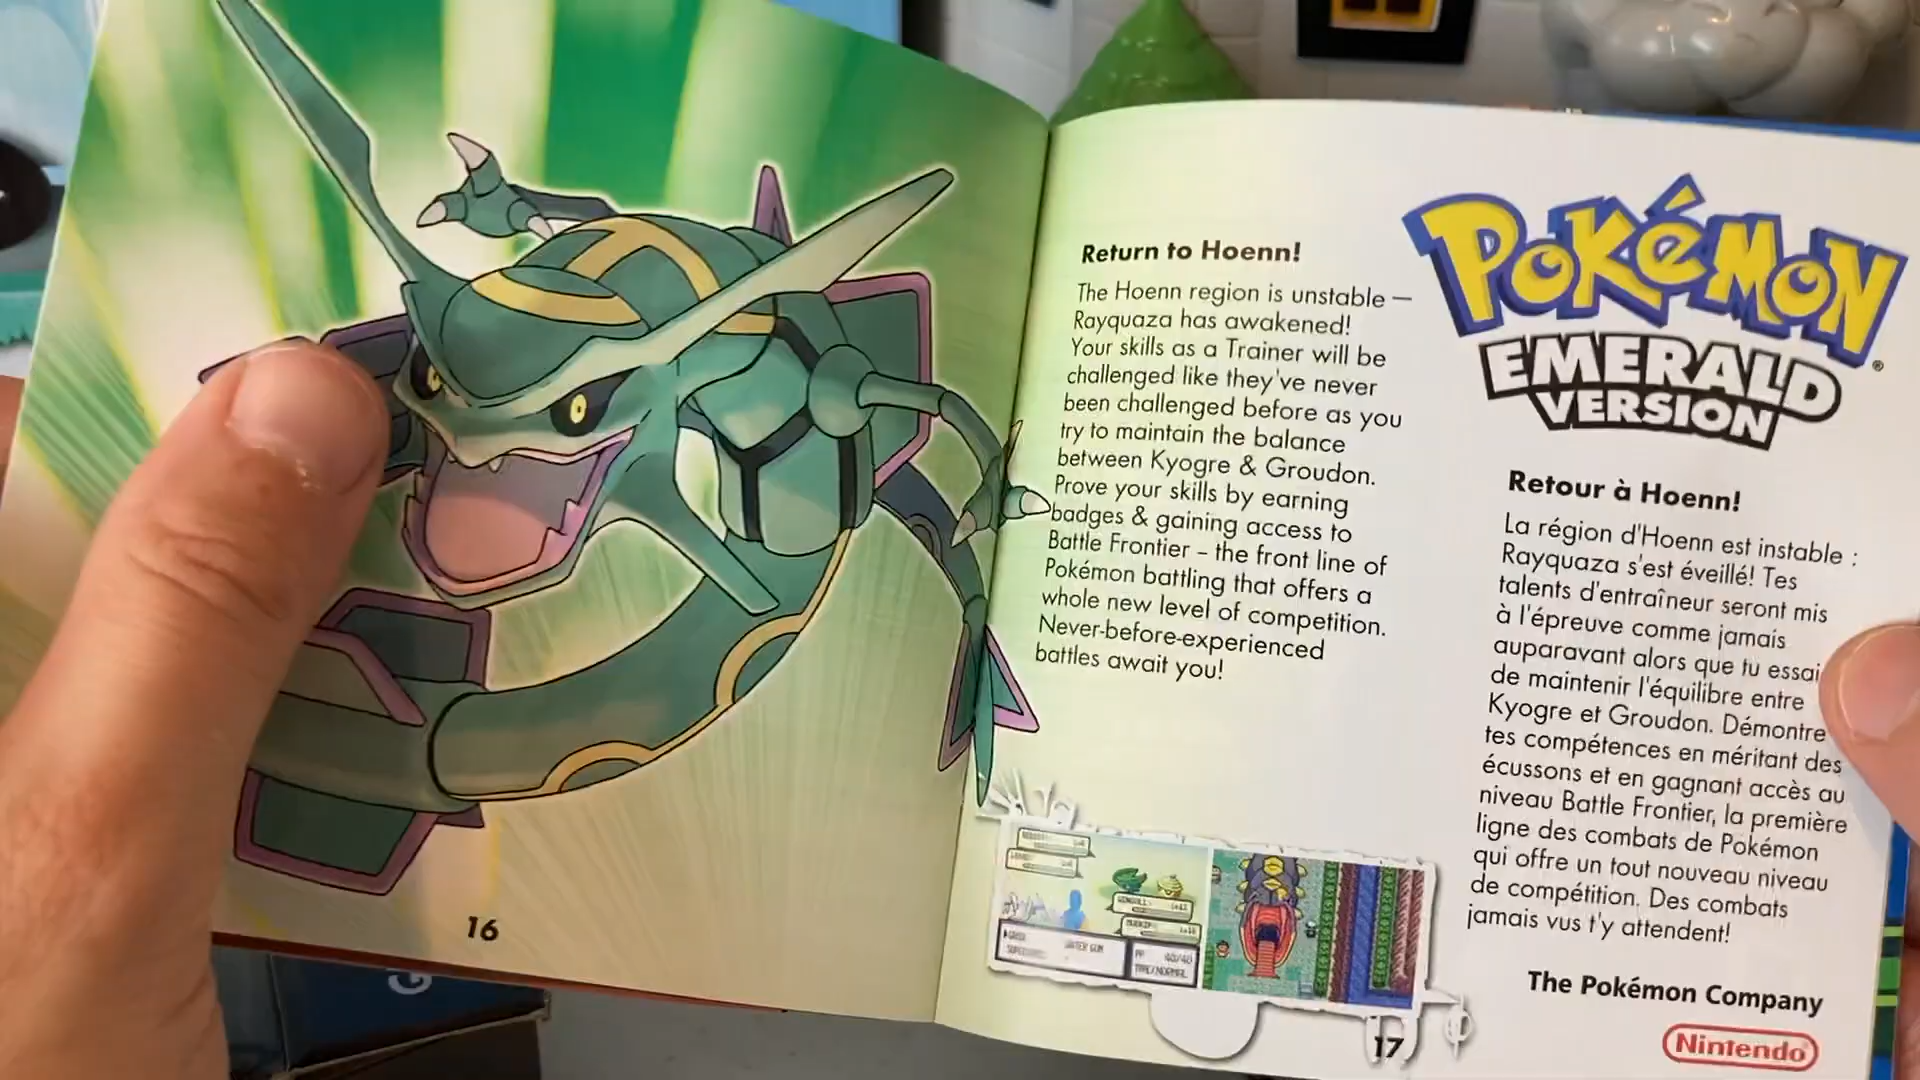 Return to Hoenn!
The Hoenn region is unstable —
Rayquaza has awakened!
Your skills as a Trainer will be
challenged like they've never
been challenged before as you
try to maintain the balance
between Kyogre & Groudon.
Prove your skills by earning
badges & gaining access to
Battle Frontier – the front line of
Pokémon battling that offers a
whole new level of competition.
Never-before-experienced
battles await you!
POKéMON®
EMERALD
VERSION
Retour à Hoenn!
La région d'Hoenn est instable :
Rayquaza s'est éveillé! Tes
talents d'entraîneur seront mis
à l'épreuve comme jamais
auparavant alors que tu essai
de maintenir l'équilibre entre
Kyogre et Groudon. Démontre
tes compétences en méritant des
écussons et en gagnant accès au
niveau Battle Frontier, la première
ligne des combats de Pokémon
qui offre un tout nouveau niveau
de compétition. Des combats
jamais vus t'y attendent!
The Pokémon Company
Nintendo
WATER GUN
PP 40/40
TYPE/NORMAL
16
17
G